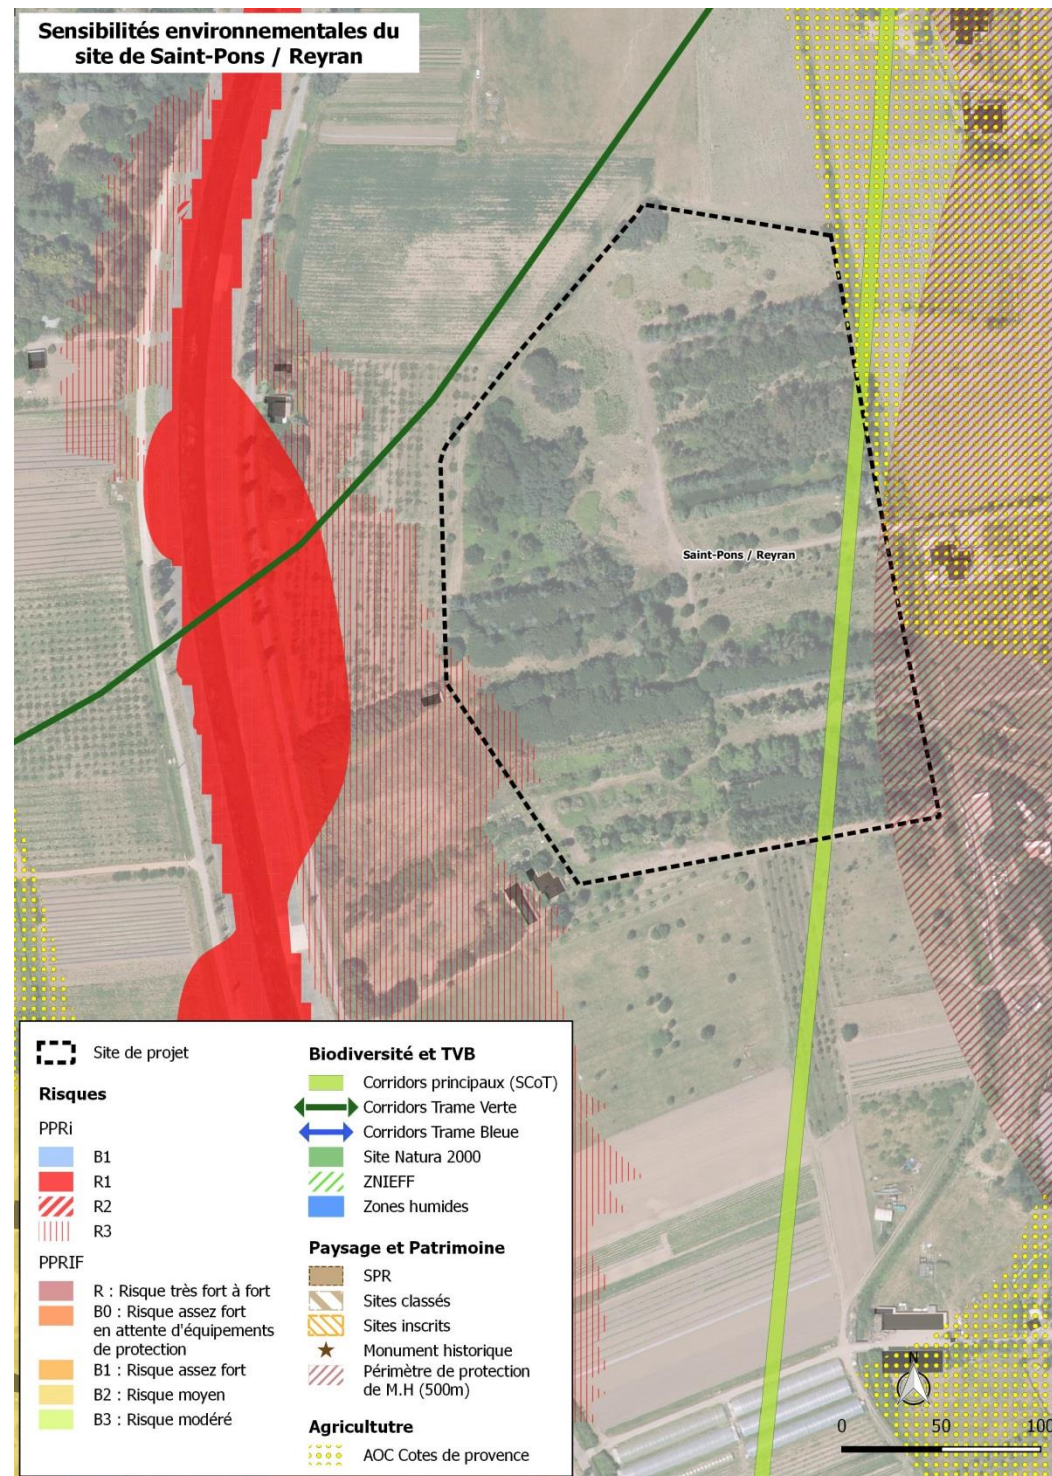 Sensibilités environnementales du
site de Saint-Pons / Reyran
Saint-Pons / Reyran
Site de projet
Risques
PPRi
B1
R1
R2
R3
PPRIF
R : Risque très fort à fort
B0 : Risque assez fort
en attente d'équipements
de protection
B1 : Risque assez fort
B2 : Risque moyen
B3 : Risque modéré
Biodiversité et TVB
Corridors principaux (SCoT)
Corridors Trame Verte
Corridors Trame Bleue
Site Natura 2000
ZNIEFF
Zones humides
Paysage et Patrimoine
SPR
Sites classés
Sites inscrits
Monument historique
Périmètre de protection
de M.H (500m)
Agricultutre
AOC Cotes de provence
N
0 50 100